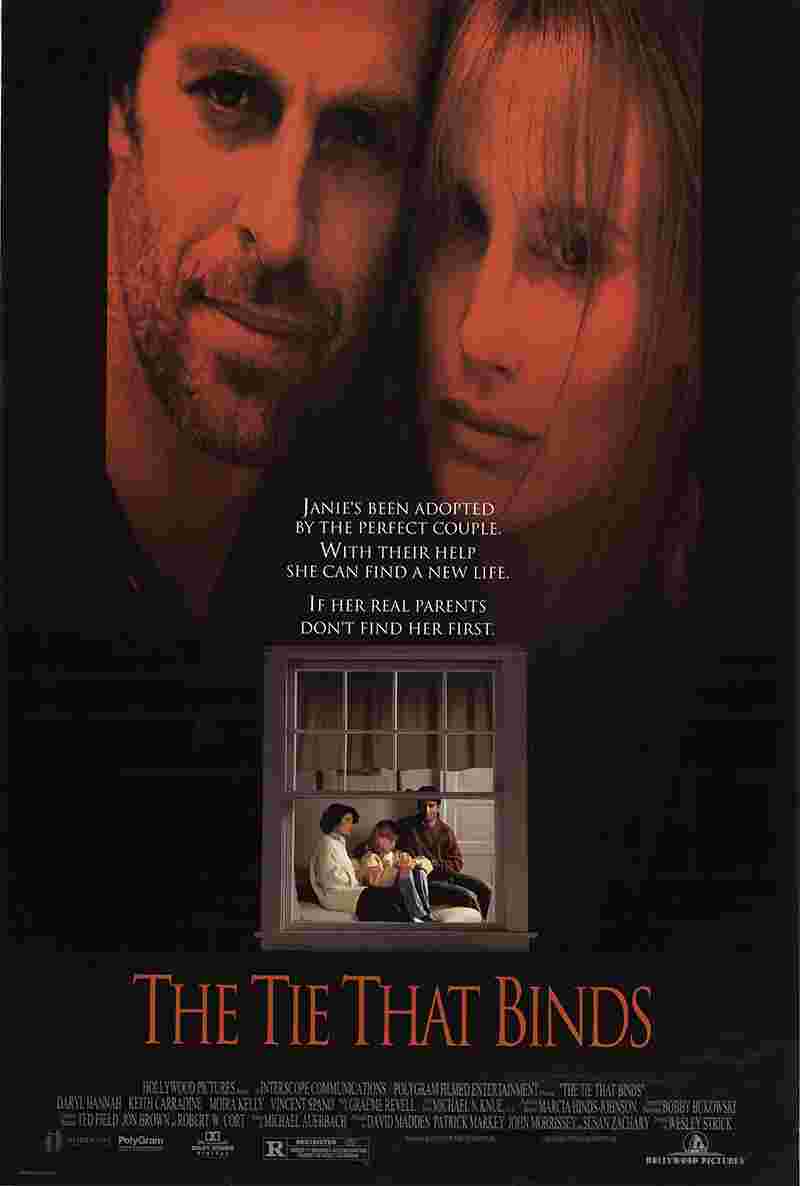 JANIE'S BEEN ADOPTED
BY THE PERFECT COUPLE.
WITH THEIR HELP
SHE CAN FIND A NEW LIFE.
IF HER REAL PARENTS
DON'T FIND HER FIRST.
THE TIE THAT BINDS
HOLLYWOOD PICTURES INTERSCOPE COMMUNICATIONS POLYGRAM FILMED ENTERTAINMENT "THE TIE THAT BINDS"
DARYL HANNAH KEITH CARRADINE MOIRA KELLY VINCENT SPANO GRAEME REVELL MICHAEL N. KNUE MARCIA HINDS-JOHNSON BOBBY BUKOWSKI
TED FIELD JON BROWN AND ROBERT W. CORT MICHAEL AUERBACH DAVID MADDEN PATRICK MARKEY JOHN MORRISSEY AND SUSAN ZACHARY WESLEY STRICK
PolyGram
R RESTRICTED
HOLLYWOOD PICTURES